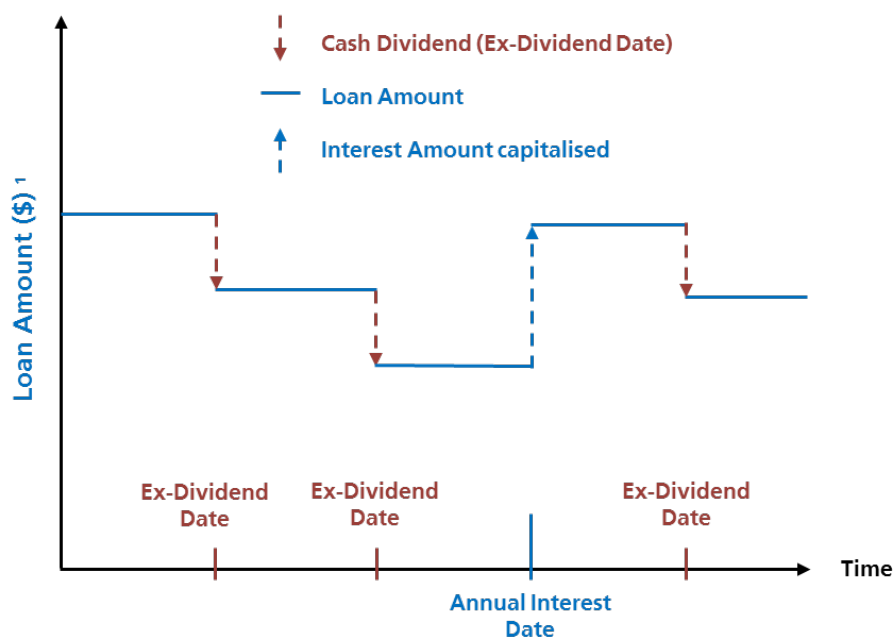 Cash Dividend (Ex-Dividend Date)
Loan Amount
Interest Amount capitalised
Loan Amount ($) ¹
Ex-Dividend
Date
Ex-Dividend
Date
Ex-Dividend
Date
Time
Annual Interest
Date